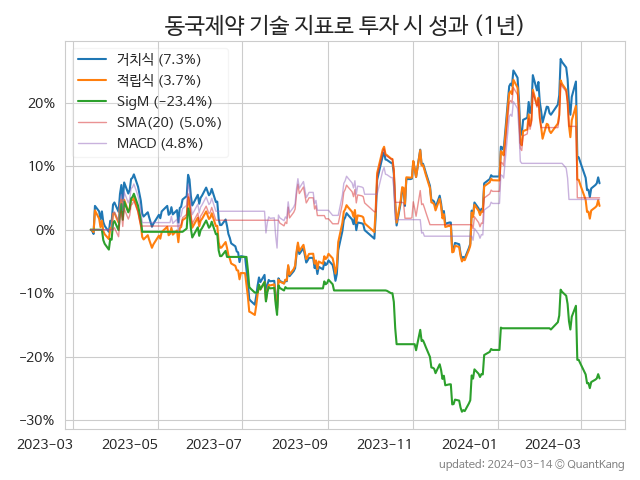 동국제약 기술 지표로 투자 시 성과 (1년)
거치식 (7.3%)
적립식 (3.7%)
SigM (−23.4%)
SMA(20) (5.0%)
MACD (4.8%)
20%
10%
0%
−10%
−20%
−30%
2023-03 2023-05 2023-07 2023-09 2023-11 2024-01 2024-03
updated: 2024-03-14 © QuantKang